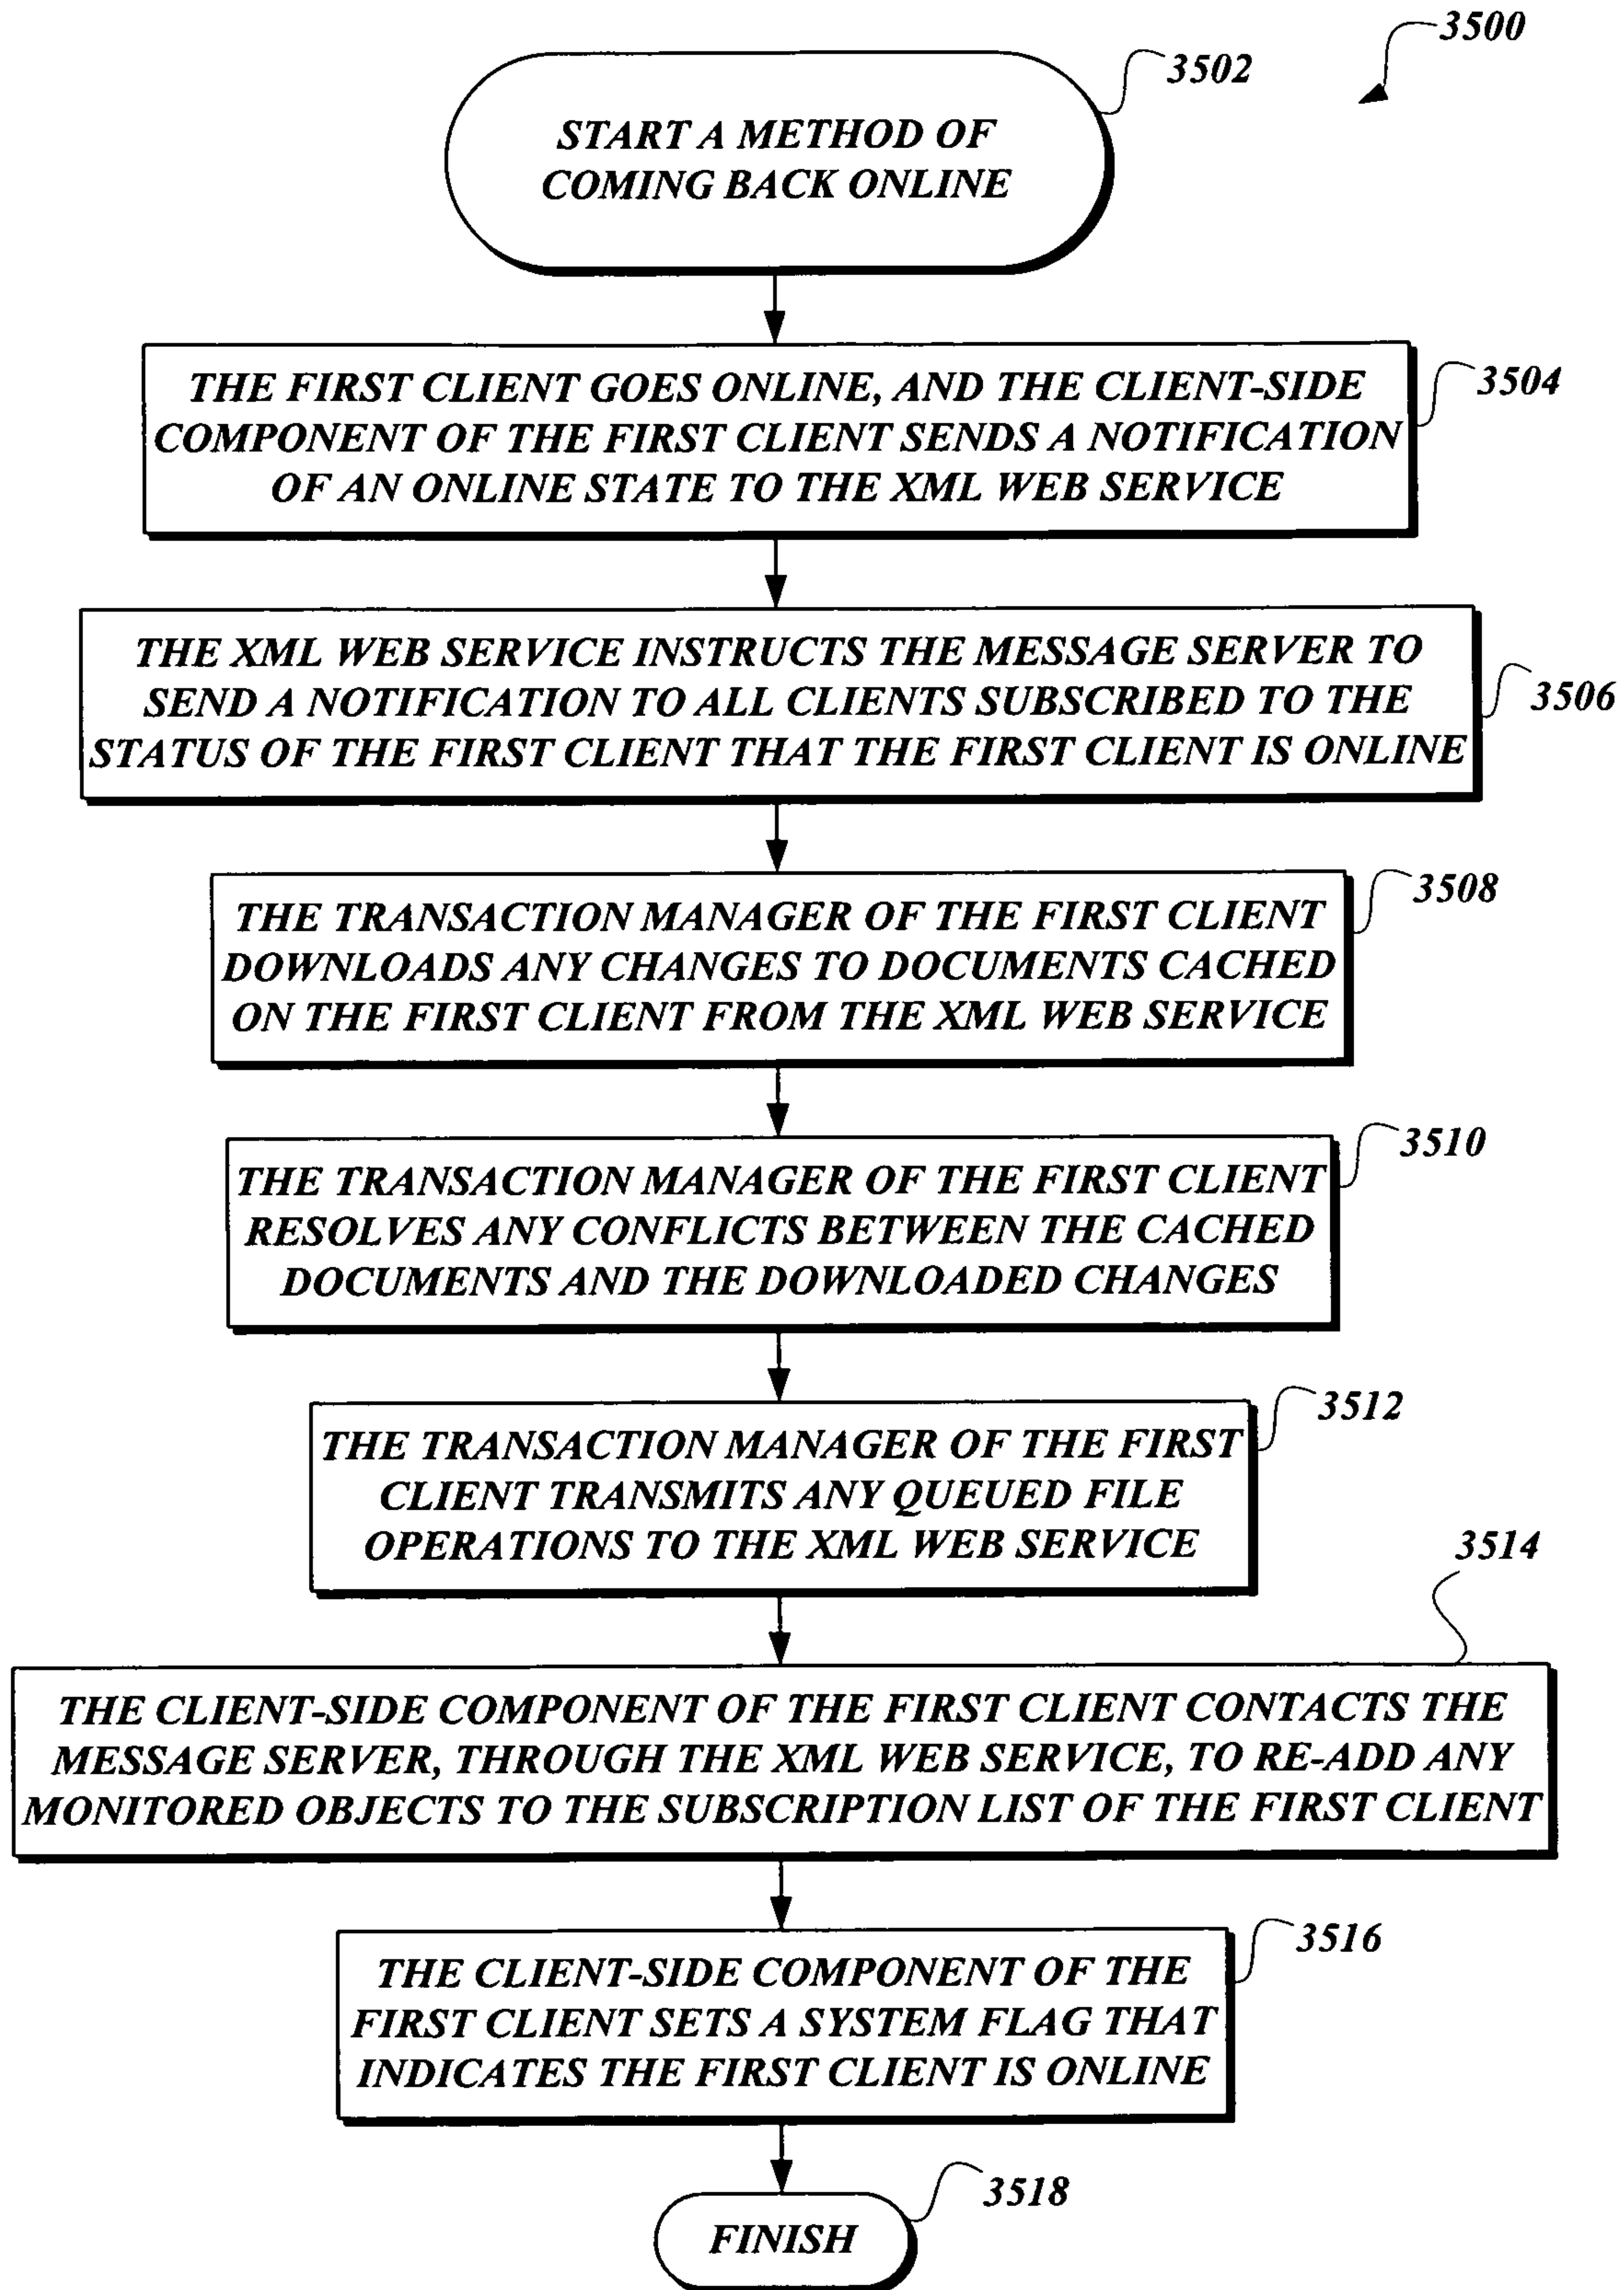 3500
3502
START A METHOD OF
COMING BACK ONLINE
3504
THE FIRST CLIENT GOES ONLINE, AND THE CLIENT-SIDE
COMPONENT OF THE FIRST CLIENT SENDS A NOTIFICATION
OF AN ONLINE STATE TO THE XML WEB SERVICE
3506
THE XML WEB SERVICE INSTRUCTS THE MESSAGE SERVER TO
SEND A NOTIFICATION TO ALL CLIENTS SUBSCRIBED TO THE
STATUS OF THE FIRST CLIENT THAT THE FIRST CLIENT IS ONLINE
3508
THE TRANSACTION MANAGER OF THE FIRST CLIENT
DOWNLOADS ANY CHANGES TO DOCUMENTS CACHED
ON THE FIRST CLIENT FROM THE XML WEB SERVICE
3510
THE TRANSACTION MANAGER OF THE FIRST CLIENT
RESOLVES ANY CONFLICTS BETWEEN THE CACHED
DOCUMENTS AND THE DOWNLOADED CHANGES
3512
THE TRANSACTION MANAGER OF THE FIRST
CLIENT TRANSMITS ANY QUEUED FILE
OPERATIONS TO THE XML WEB SERVICE
3514
THE CLIENT-SIDE COMPONENT OF THE FIRST CLIENT CONTACTS THE
MESSAGE SERVER, THROUGH THE XML WEB SERVICE, TO RE-ADD ANY
MONITORED OBJECTS TO THE SUBSCRIPTION LIST OF THE FIRST CLIENT
3516
THE CLIENT-SIDE COMPONENT OF THE
FIRST CLIENT SETS A SYSTEM FLAG THAT
INDICATES THE FIRST CLIENT IS ONLINE
3518
FINISH